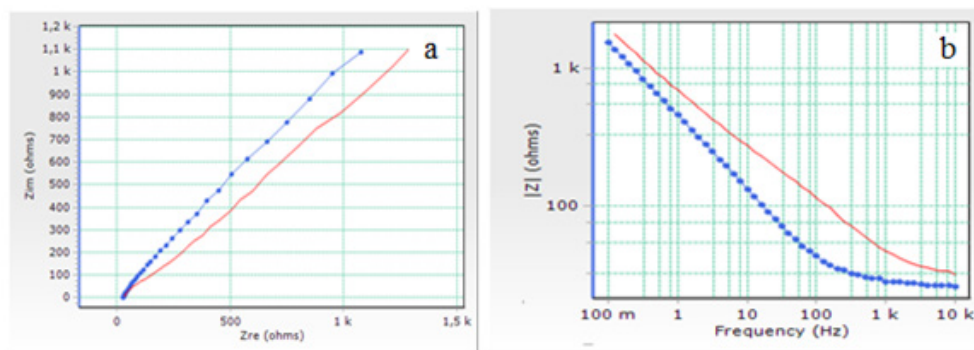 1,2 k
1,1 k
1 k
900
800
700
600
500
400
300
200
100
0
Zim (ohms)
0
500
1 k
1,5 k
Zre (ohms)
a
1 k
100
|Z| (ohms)
100 m
1
10
100
1 k
10 k
Frequency (Hz)
b